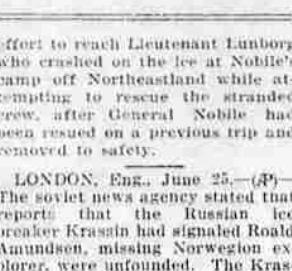 effort to reach Lieutenant Lunborg
who crashed on the ice at Nobile's
camp off Northeastland while at-
tempting to rescue the stranded
crew, after General Nobile had
been resued on a previous trip and
removed to safety.
LONDON, Eng., June 25.—(AP)—
The soviet news agency stated that
reports that the Russian ice
breaker Krassin had signaled Roald
Amundsen, missing Norwegion ex-
plorer, were unfounded. The Kras-